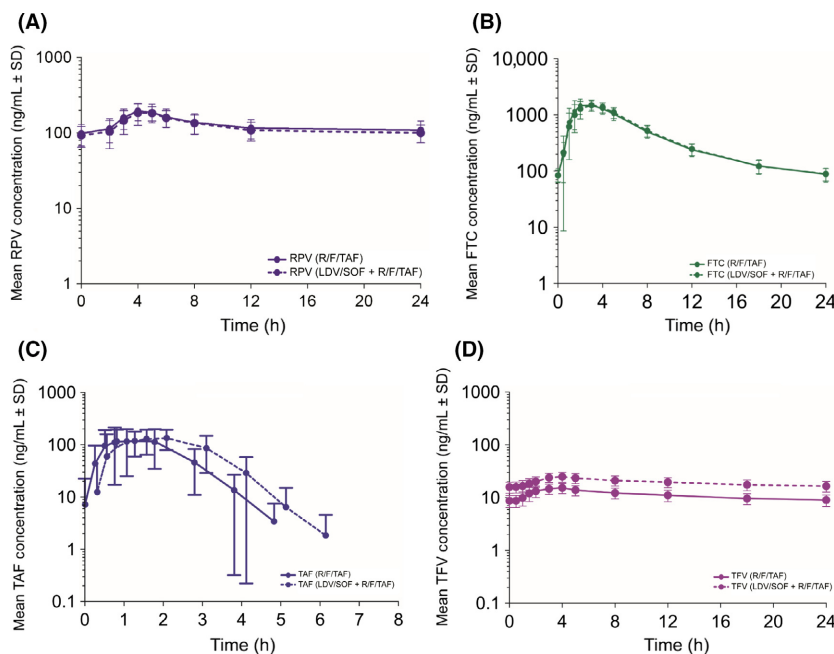 (A)
Mean RPV concentration (ng/mL ± SD)
1000
100
10
1
RPV (R/F/TAF)
RPV (LDV/SOF + R/F/TAF)
0 4 8 12 16 20 24
Time (h)
(B)
Mean FTC concentration (ng/mL ± SD)
10,000
1000
100
10
1
FTC (R/F/TAF)
FTC (LDV/SOF + R/F/TAF)
0 4 8 12 16 20 24
Time (h)
(C)
Mean TAF concentration (ng/mL ± SD)
1000
100
10
1
0.1
TAF (R/F/TAF)
TAF (LDV/SOF + R/F/TAF)
0 1 2 3 4 5 6 7 8
Time (h)
(D)
Mean TFV concentration (ng/mL ± SD)
1000
100
10
1
0.1
TFV (R/F/TAF)
TFV (LDV/SOF + R/F/TAF)
0 4 8 12 16 20 24
Time (h)